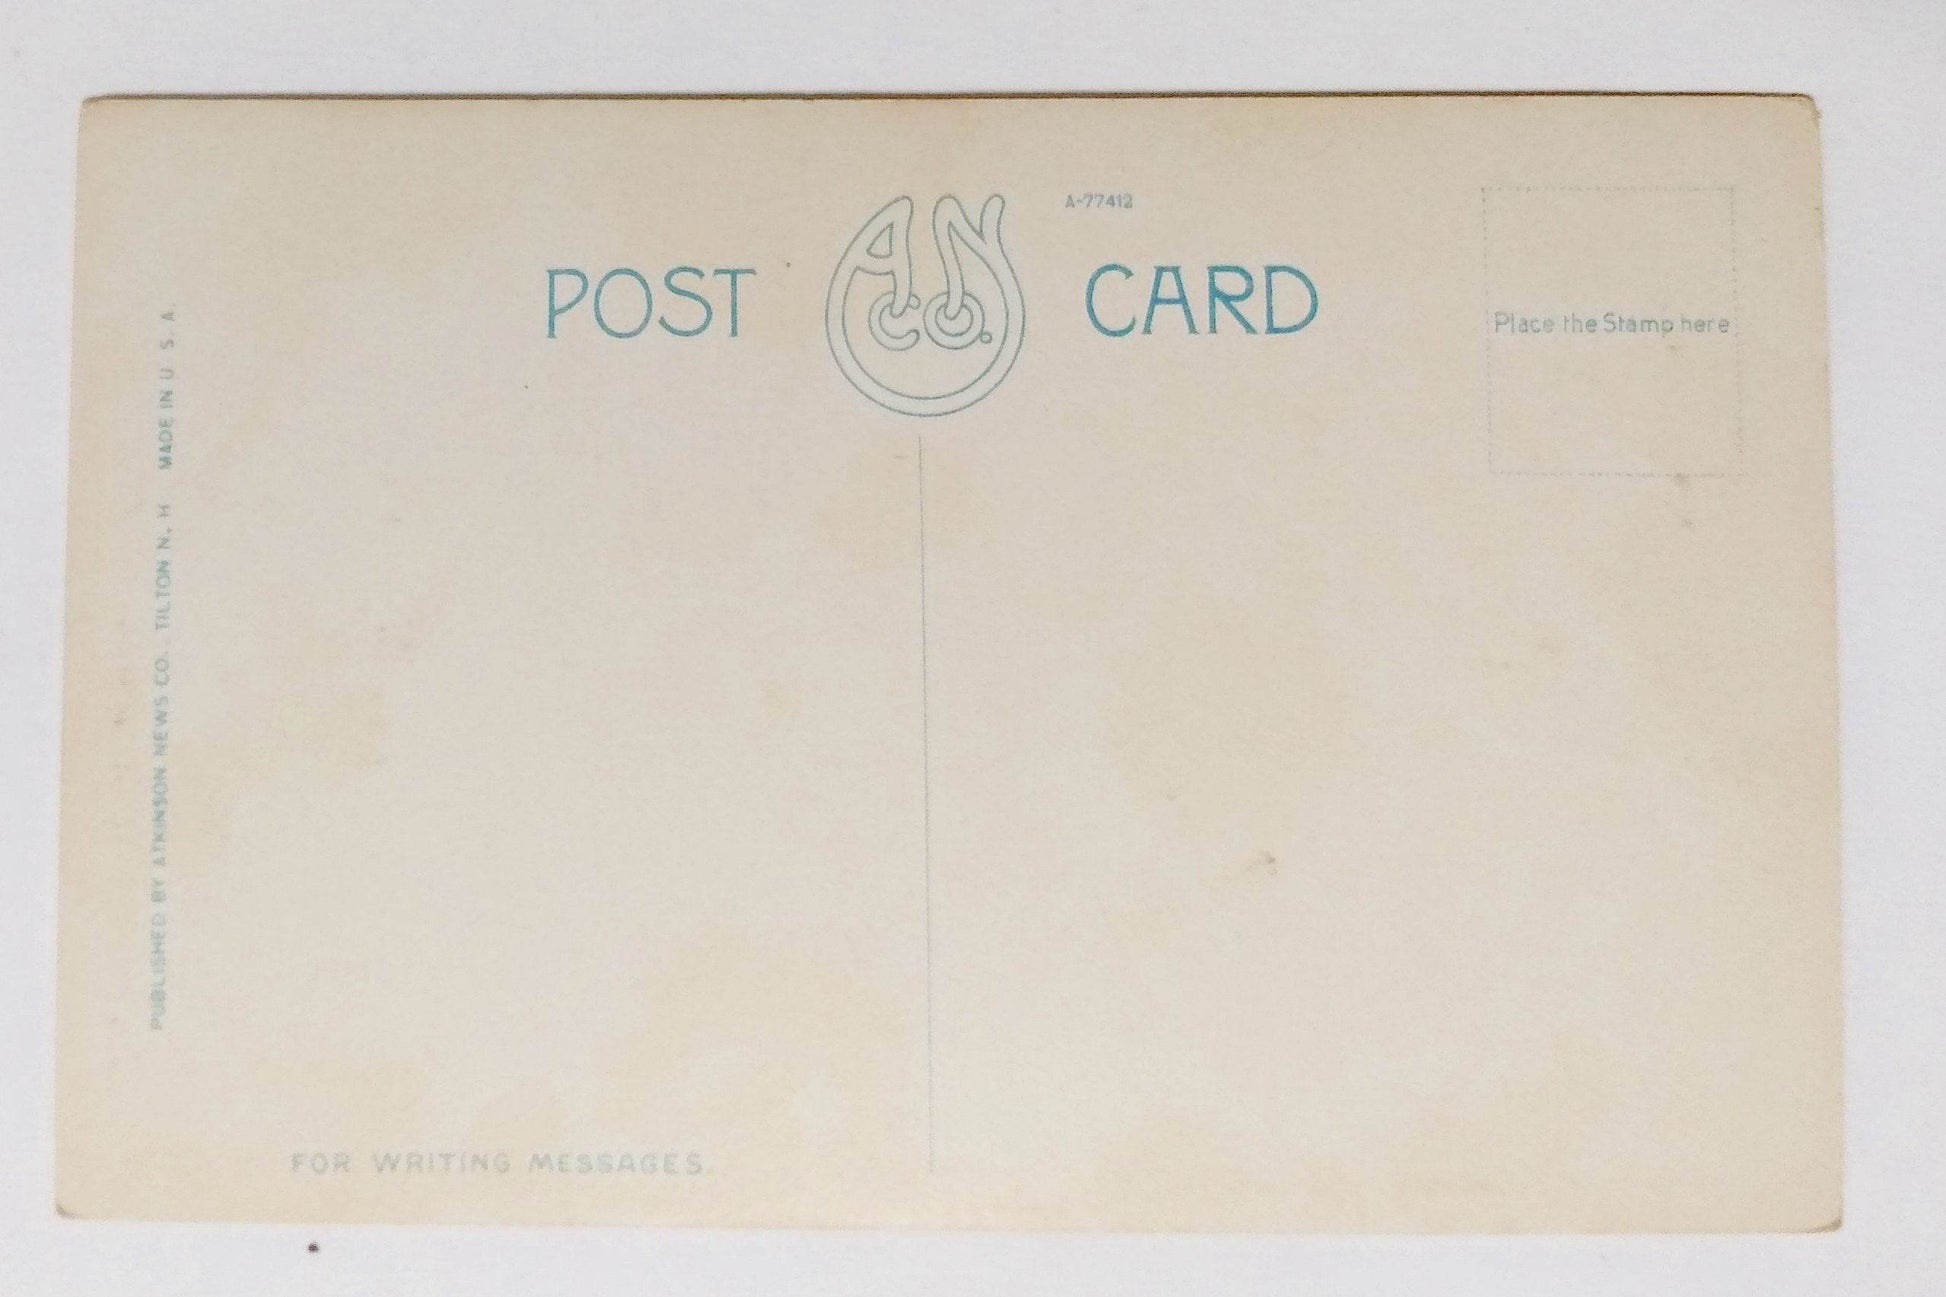 A-77412
POST AN CO. CARD
Place the Stamp here
PUBLISHED BY ATKINSON NEWS CO. TILTON N. H MADE IN U. S. A.
FOR WRITING MESSAGES.